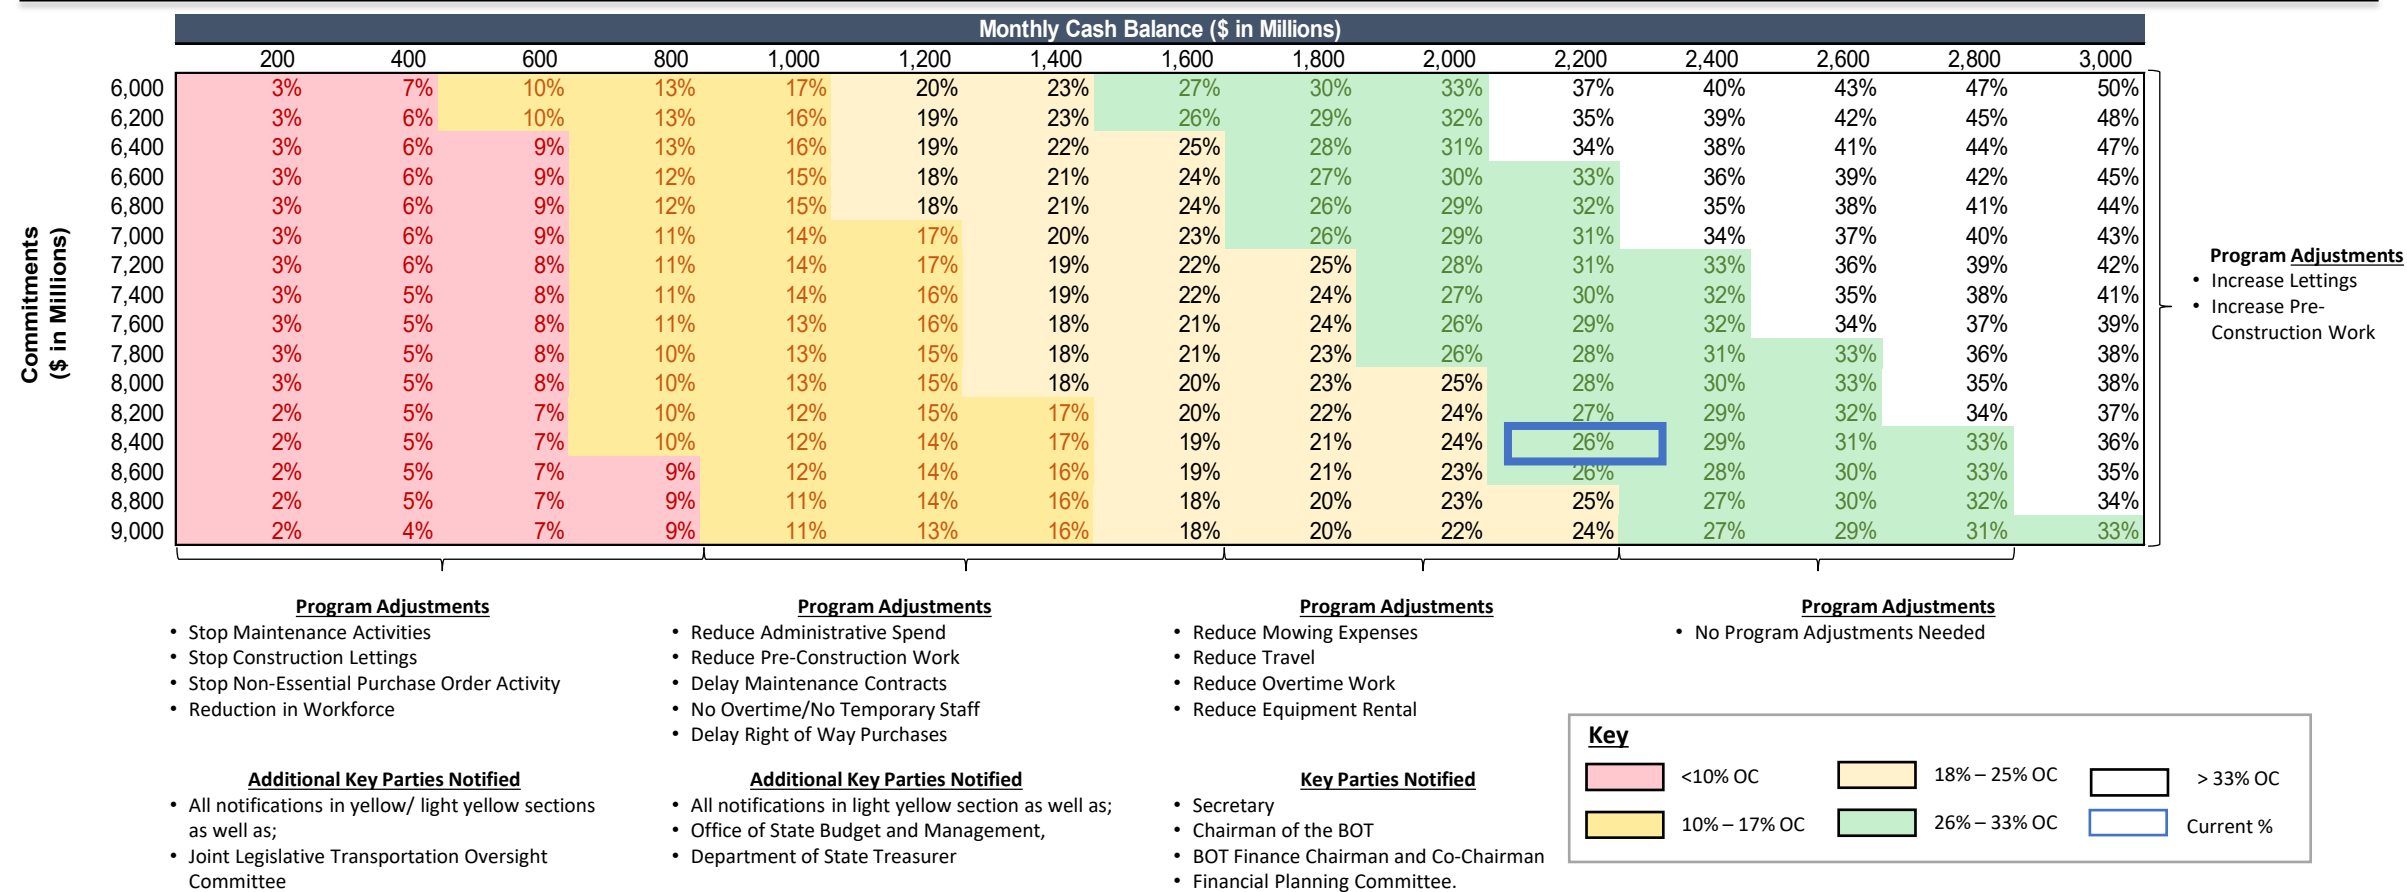 Monthly Cash Balance ($ in Millions)
200 400 600 800 1,000 1,200 1,400 1,600 1,800 2,000 2,200 2,400 2,600 2,800 3,000
Commitments
($ in Millions)
6,000 3% 7% 10% 13% 17% 20% 23% 27% 30% 33% 37% 40% 43% 47% 50%
6,200 3% 6% 10% 13% 16% 19% 23% 26% 29% 32% 35% 39% 42% 45% 48%
6,400 3% 6% 9% 13% 16% 19% 22% 25% 28% 31% 34% 38% 41% 44% 47%
6,600 3% 6% 9% 12% 15% 18% 21% 24% 27% 30% 33% 36% 39% 42% 45%
6,800 3% 6% 9% 12% 15% 18% 21% 24% 26% 29% 32% 35% 38% 41% 44%
7,000 3% 6% 9% 11% 14% 17% 20% 23% 26% 29% 31% 34% 37% 40% 43%
7,200 3% 6% 8% 11% 14% 17% 19% 22% 25% 28% 31% 33% 36% 39% 42%
7,400 3% 5% 8% 11% 14% 16% 19% 22% 24% 27% 30% 32% 35% 38% 41%
7,600 3% 5% 8% 11% 13% 16% 18% 21% 24% 26% 29% 32% 34% 37% 39%
7,800 3% 5% 8% 10% 13% 15% 18% 21% 23% 26% 28% 31% 33% 36% 38%
8,000 3% 5% 8% 10% 13% 15% 18% 20% 23% 25% 28% 30% 33% 35% 38%
8,200 2% 5% 7% 10% 12% 15% 17% 20% 22% 24% 27% 29% 32% 34% 37%
8,400 2% 5% 7% 10% 12% 14% 17% 19% 21% 24% 26% 29% 31% 33% 36%
8,600 2% 5% 7% 9% 12% 14% 16% 19% 21% 23% 26% 28% 30% 33% 35%
8,800 2% 5% 7% 9% 11% 14% 16% 18% 20% 23% 25% 27% 30% 32% 34%
9,000 2% 4% 7% 9% 11% 13% 16% 18% 20% 22% 24% 27% 29% 31% 33%
Program Adjustments
• Increase Lettings
• Increase Pre-
Construction Work
Program Adjustments
• Stop Maintenance Activities
• Stop Construction Lettings
• Stop Non-Essential Purchase Order Activity
• Reduction in Workforce
Additional Key Parties Notified
• All notifications in yellow/ light yellow sections
as well as;
• Joint Legislative Transportation Oversight
Committee
Program Adjustments
• Reduce Administrative Spend
• Reduce Pre-Construction Work
• Delay Maintenance Contracts
• No Overtime/No Temporary Staff
• Delay Right of Way Purchases
Additional Key Parties Notified
• All notifications in light yellow section as well as;
• Office of State Budget and Management,
• Department of State Treasurer
Program Adjustments
• Reduce Mowing Expenses
• Reduce Travel
• Reduce Overtime Work
• Reduce Equipment Rental
Key Parties Notified
• Secretary
• Chairman of the BOT
• BOT Finance Chairman and Co-Chairman
• Financial Planning Committee.
Program Adjustments
• No Program Adjustments Needed
Key
<10% OC 18% – 25% OC > 33% OC
10% – 17% OC 26% – 33% OC Current %